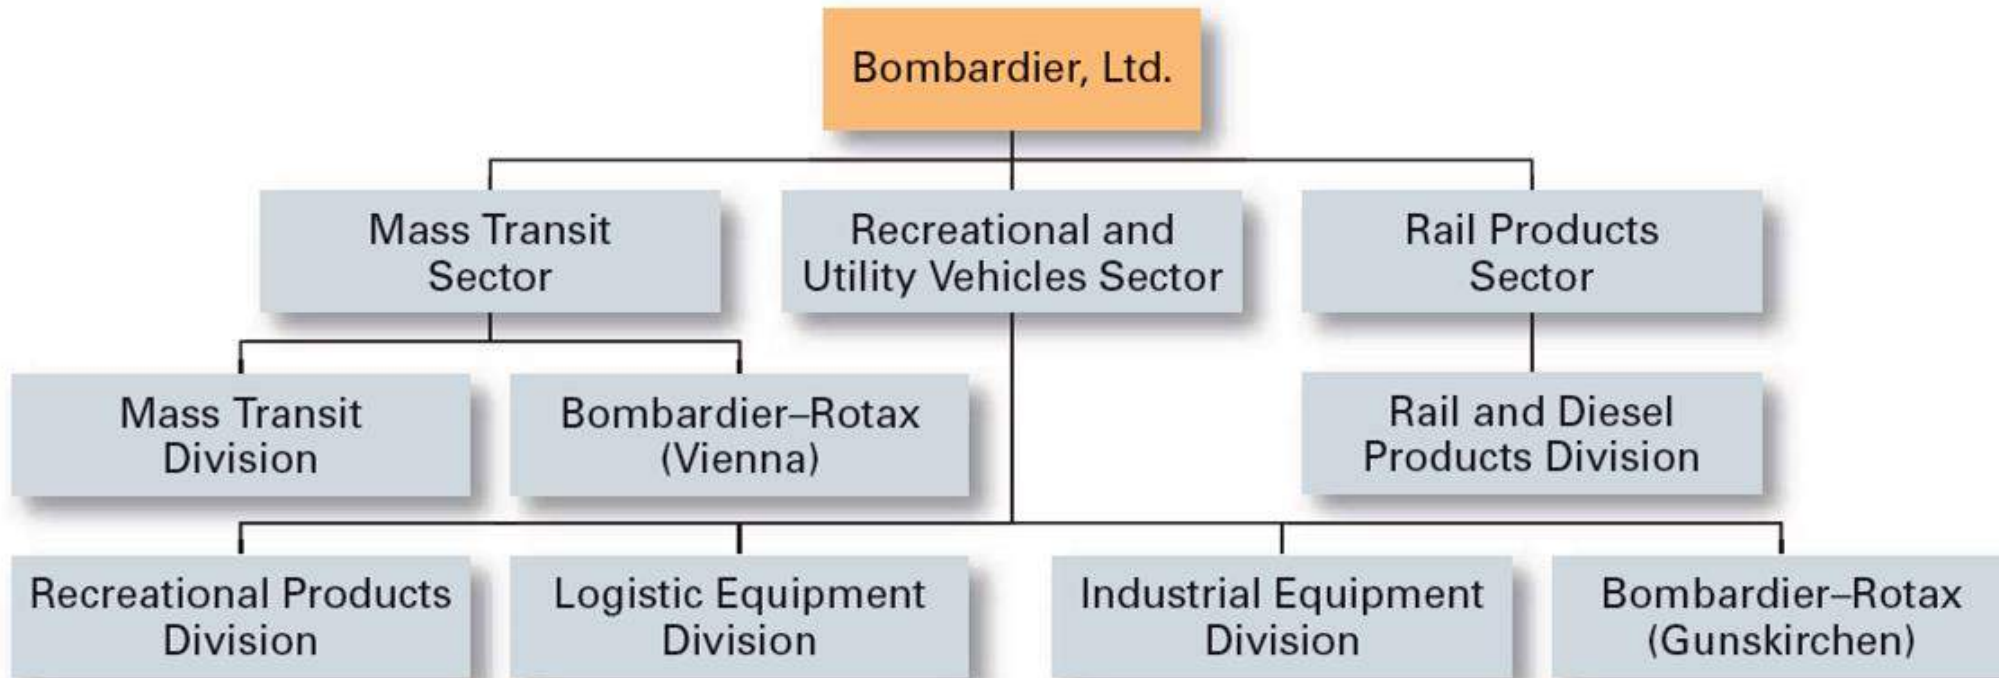 Bombardier, Ltd.
Mass Transit
Sector
Recreational and
Utility Vehicles Sector
Rail Products
Sector
Mass Transit
Division
Bombardier–Rotax
(Vienna)
Rail and Diesel
Products Division
Recreational Products
Division
Logistic Equipment
Division
Industrial Equipment
Division
Bombardier–Rotax
(Gunskirchen)